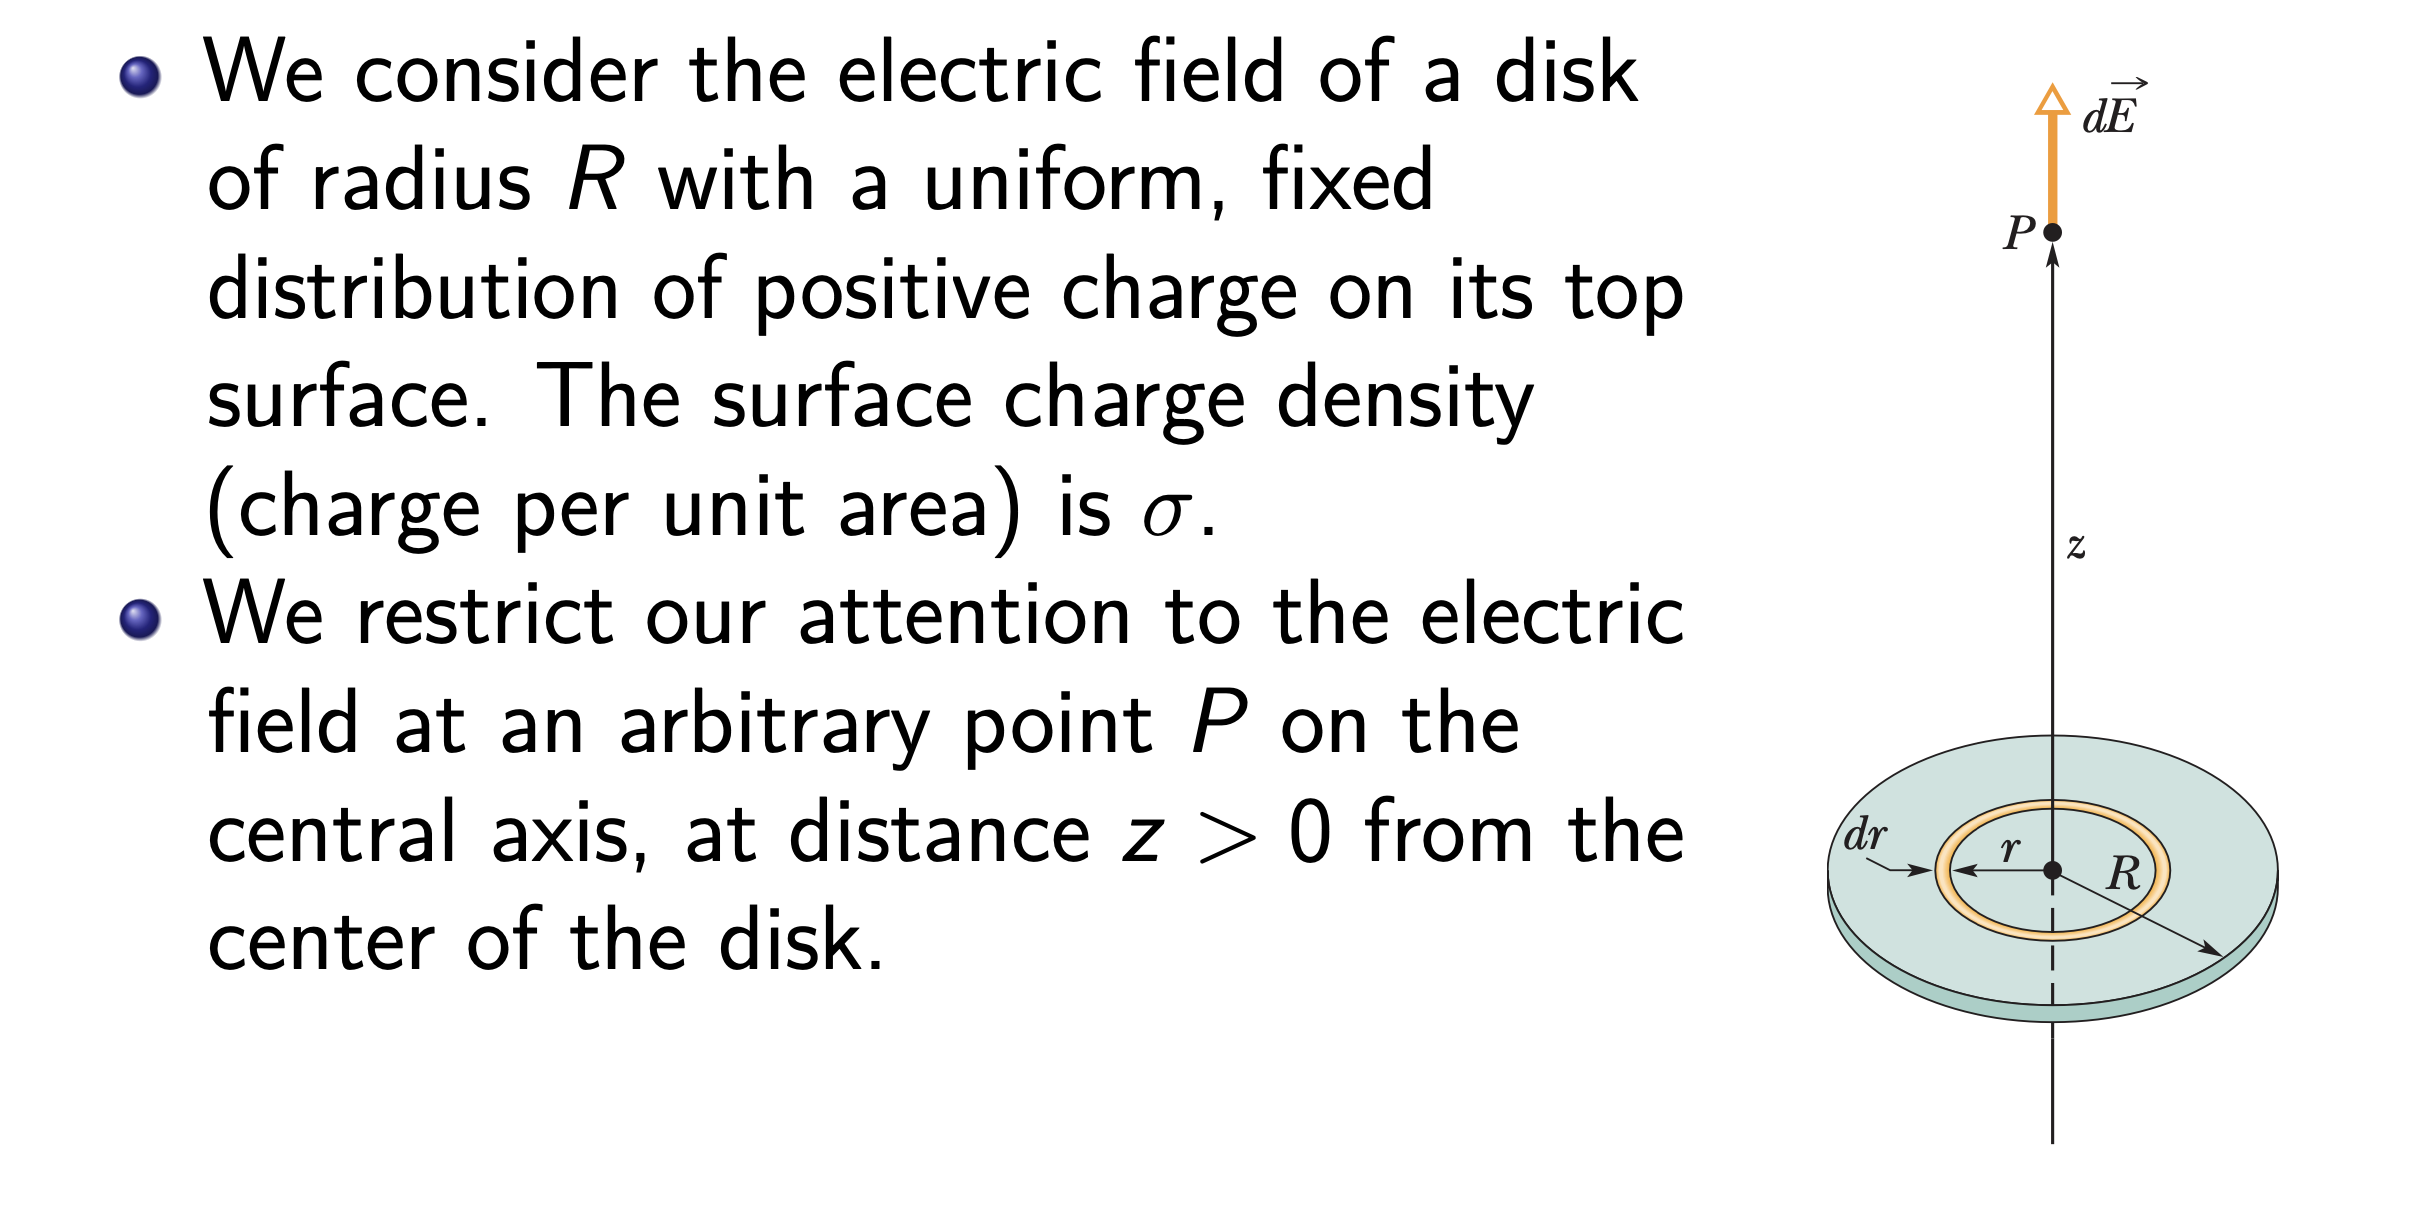 We consider the electric field of a disk
of radius R with a uniform, fixed
distribution of positive charge on its top
surface. The surface charge density
(charge per unit area) is σ.
We restrict our attention to the electric
field at an arbitrary point P on the
central axis, at distance z > 0 from the
center of the disk.
dE⃗
P
z
dr
r
R